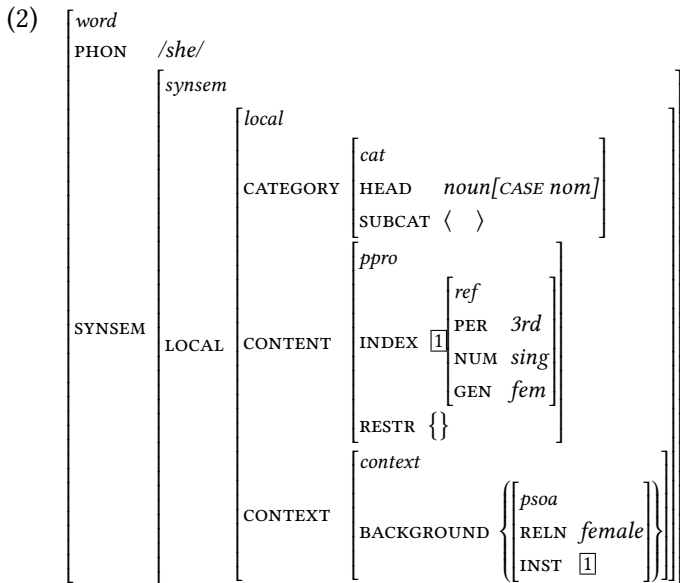 (2)
word
PHON /she/
synsem
local
cat
CATEGORY HEAD noun[CASE nom]
SUBCAT ⟨ ⟩
ppro
ref
PER 3rd
SYNSEM LOCAL CONTENT INDEX 1
NUM sing
GEN fem
RESTR {}
context
psoa
CONTEXT BACKGROUND RELN female
INST 1